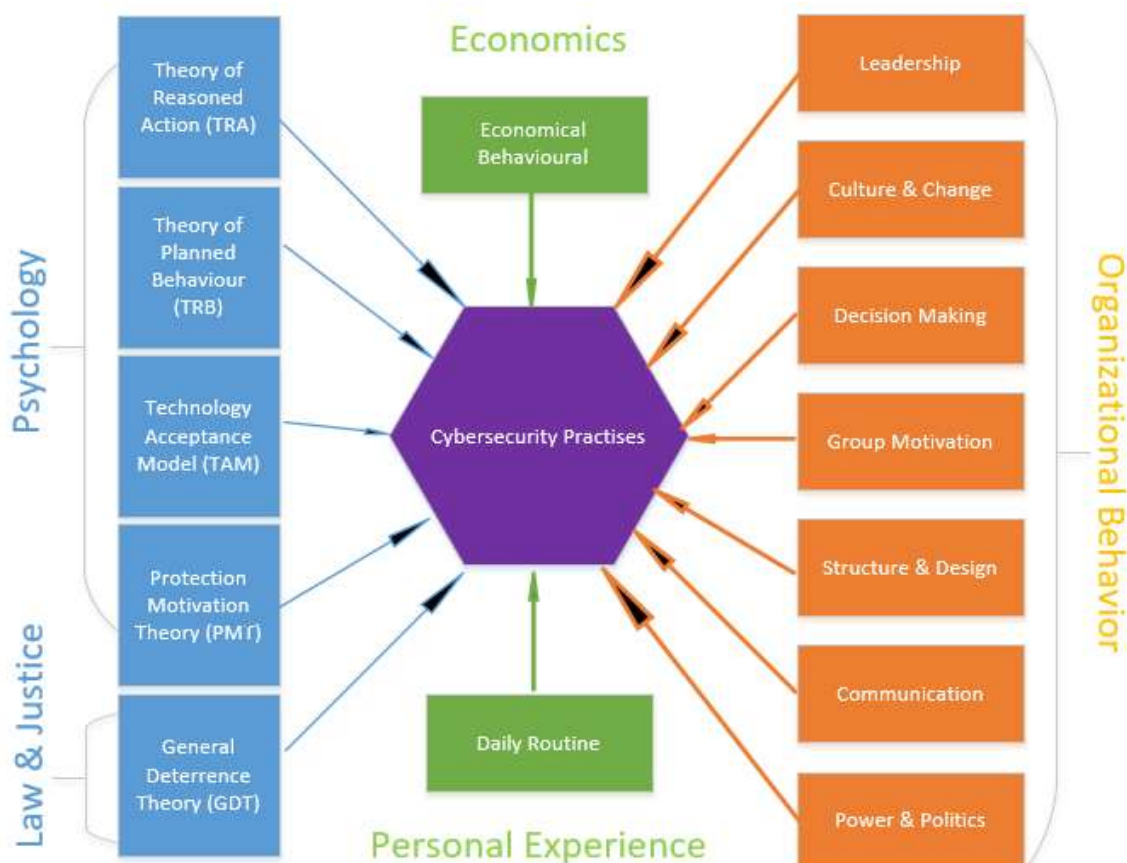 Psychology
Law & Justice
Theory of
Reasoned
Action (TRA)
Theory of
Planned
Behaviour
(TRB)
Technology
Acceptance
Model (TAM)
Protection
Motivation
Theory (PMT)
General
Deterrence
Theory (GDT)
Economics
Economical
Behavioural
Cybersecurity Practises
Daily Routine
Personal Experience
Leadership
Culture & Change
Decision Making
Group Motivation
Structure & Design
Communication
Power & Politics
Organizational Behavior